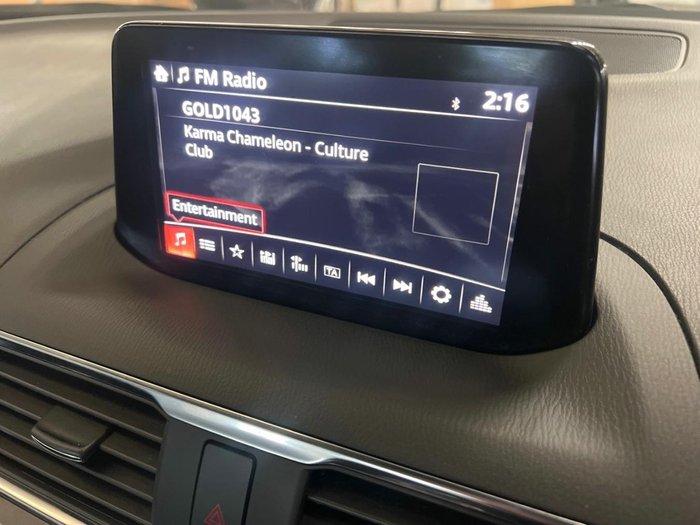 FM Radio
2:16
GOLD1043
Karma Chameleon - Culture
Club
Entertainment
TA